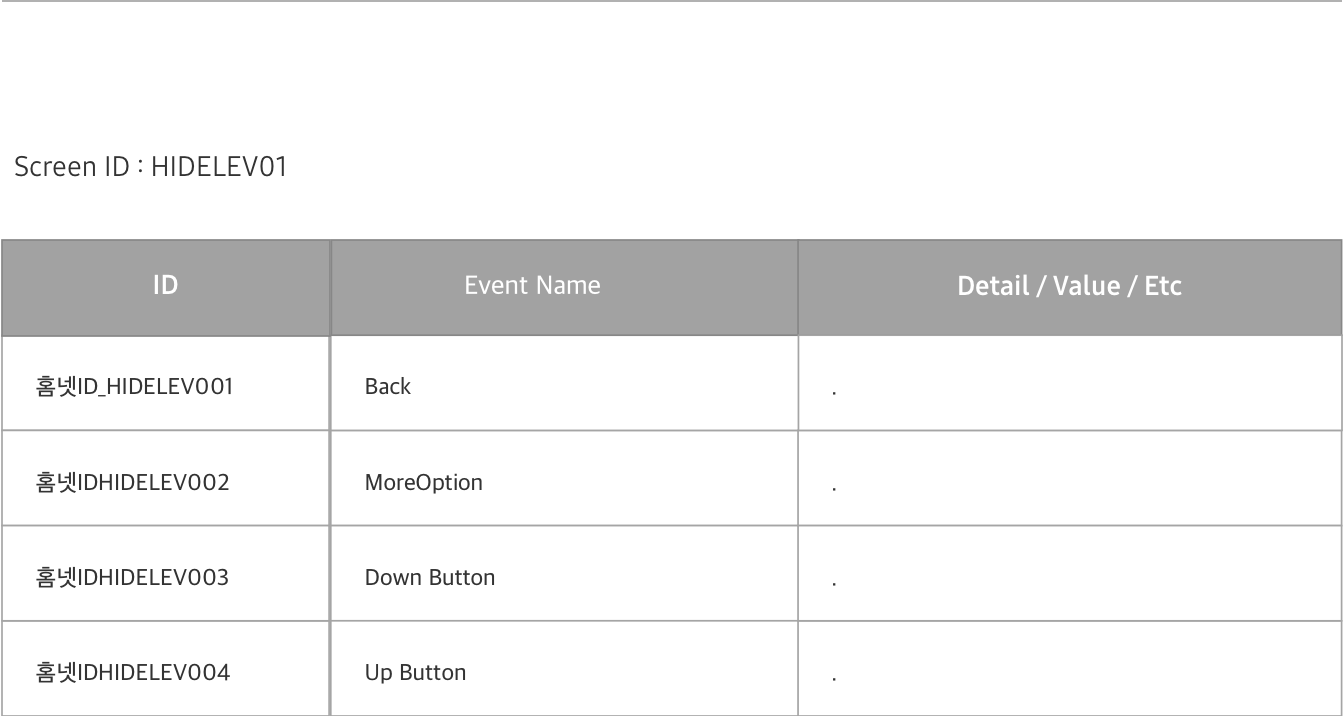 Screen ID : HIDELEV01
ID Event Name Detail / Value / Etc
홈넷ID_HIDELEV001 Back .
홈넷IDHIDELEV002 MoreOption .
홈넷IDHIDELEV003 Down Button .
홈넷IDHIDELEV004 Up Button .